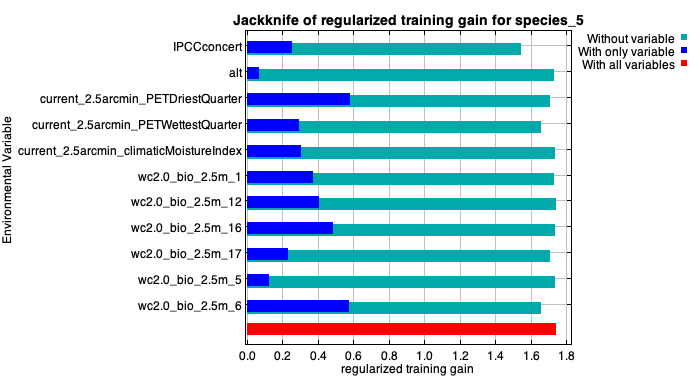 Jackknife of regularized training gain for species_5
Without variable
With only variable
With all variables
Environmental Variable
IPCCconcert
alt
current_2.5arcmin_PETDriestQuarter
current_2.5arcmin_PETWettestQuarter
current_2.5arcmin_climaticMoistureIndex
wc2.0_bio_2.5m_1
wc2.0_bio_2.5m_12
wc2.0_bio_2.5m_16
wc2.0_bio_2.5m_17
wc2.0_bio_2.5m_5
wc2.0_bio_2.5m_6
0.0 0.2 0.4 0.6 0.8 1.0 1.2 1.4 1.6 1.8
regularized training gain